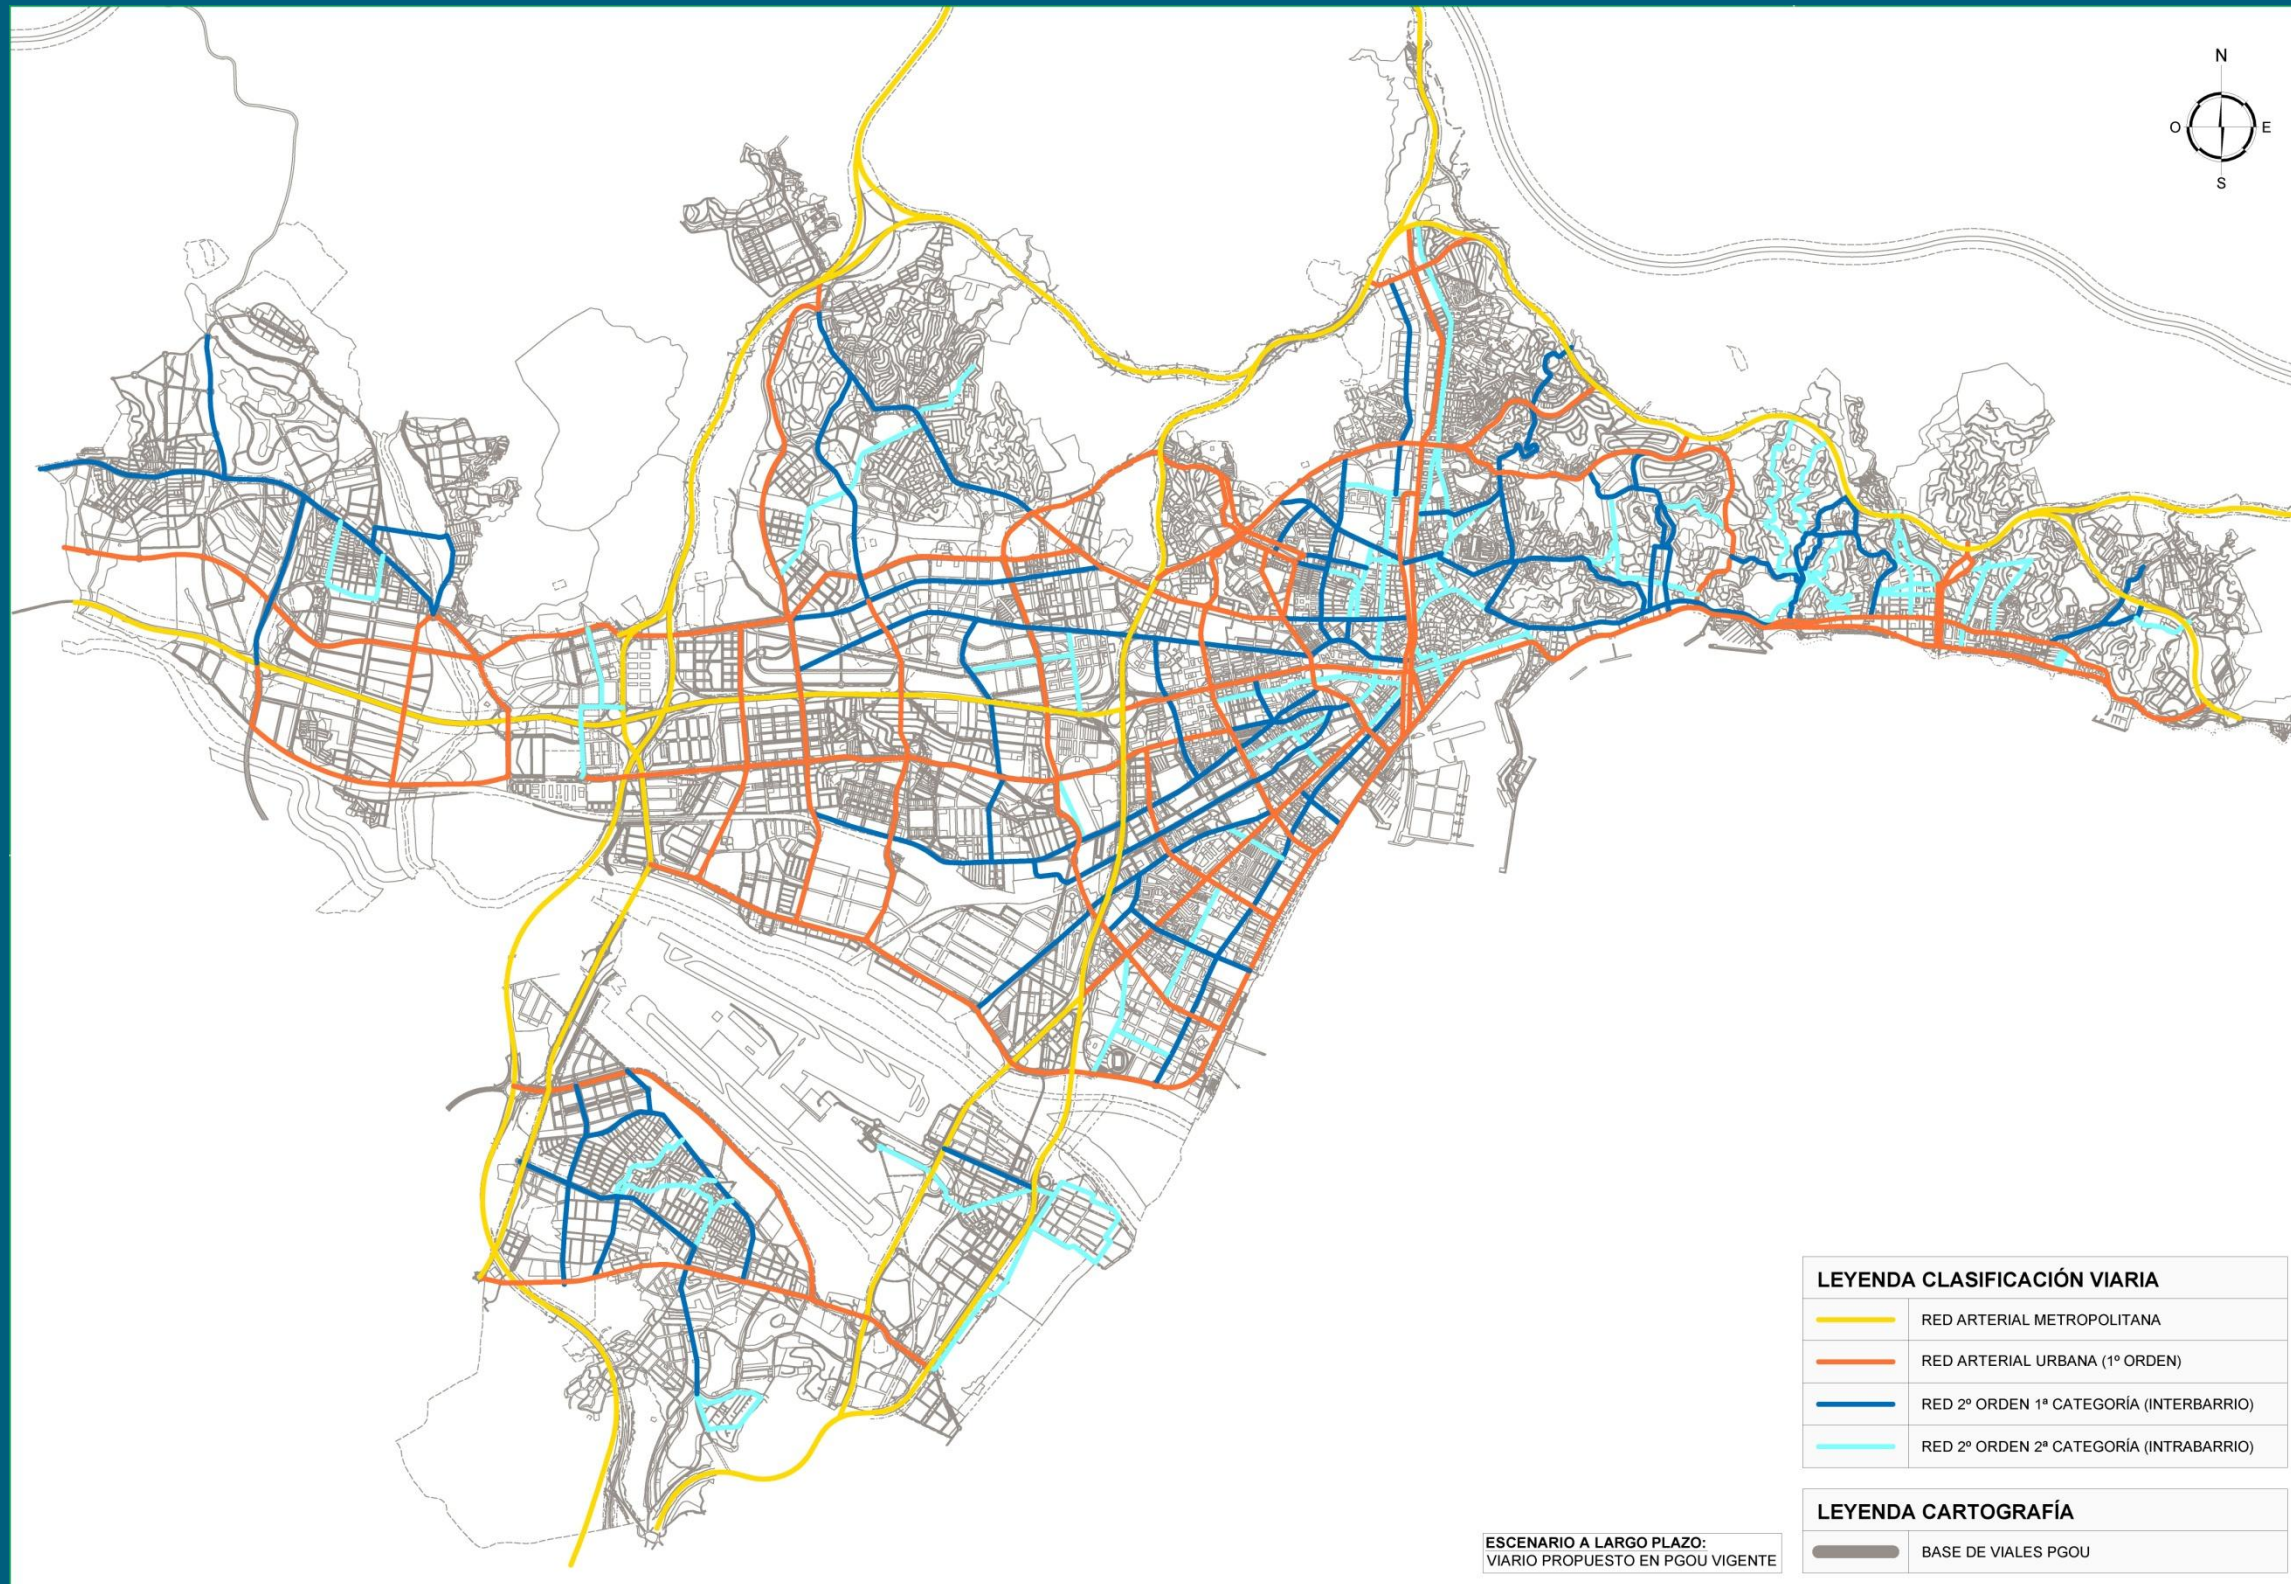 N
O E
S
LEYENDA CLASIFICACIÓN VIARIA
RED ARTERIAL METROPOLITANA
RED ARTERIAL URBANA (1º ORDEN)
RED 2º ORDEN 1ª CATEGORÍA (INTERBARRIO)
RED 2º ORDEN 2ª CATEGORÍA (INTRABARRIO)
LEYENDA CARTOGRAFÍA
BASE DE VIALES PGOU
ESCENARIO A LARGO PLAZO:
VIARIO PROPUESTO EN PGOU VIGENTE